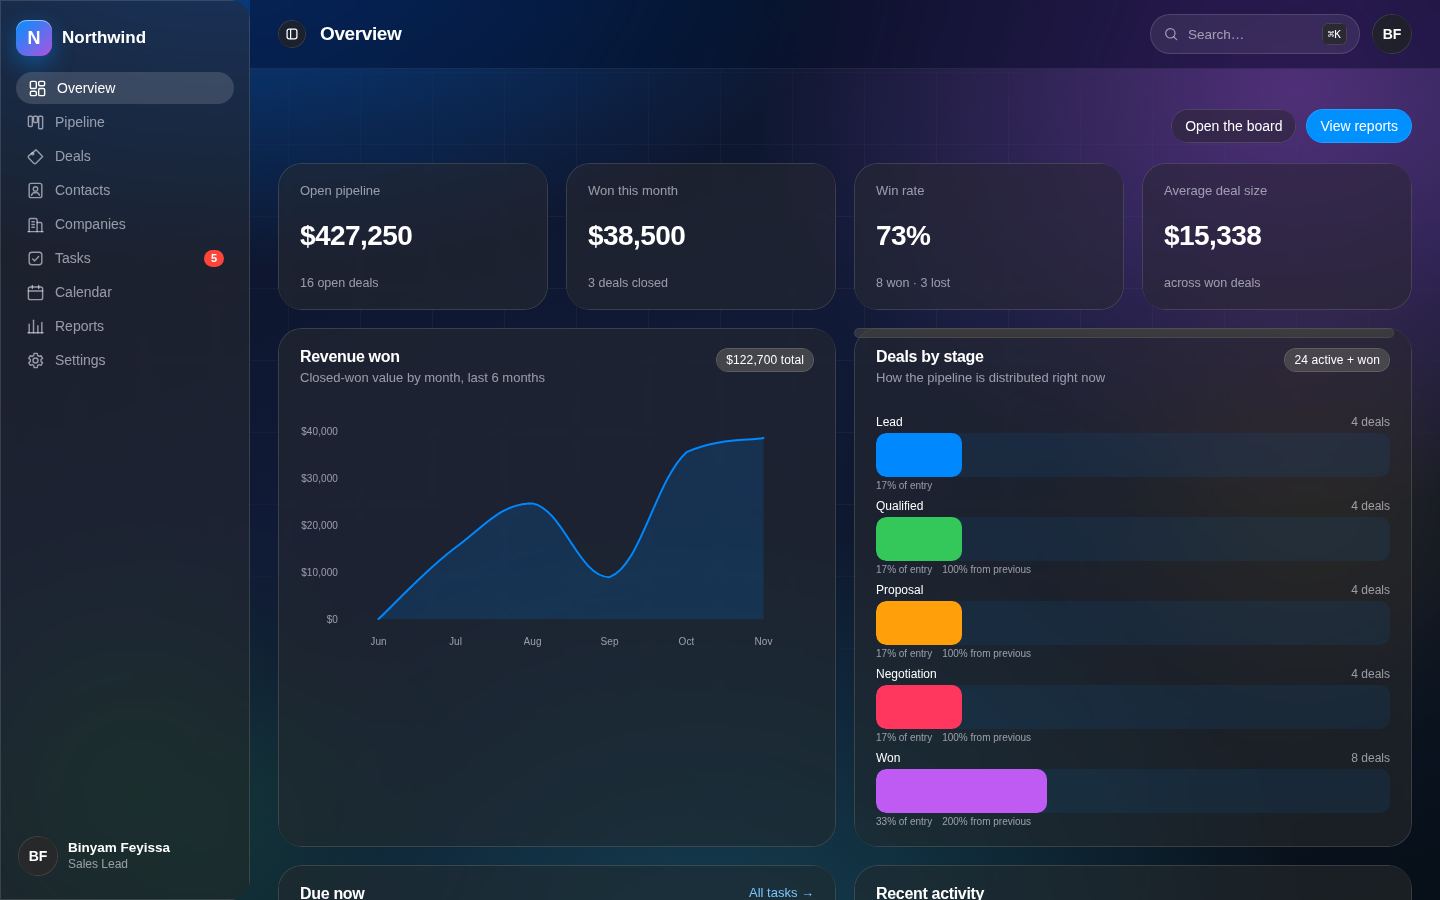 N Northwind
Overview
Pipeline
Deals
Contacts
Companies
Tasks 5
Calendar
Reports
Settings
BF Binyam Feyissa
Sales Lead
Overview
Search… ⌘K BF
Open the board View reports
Open pipeline
$427,250
16 open deals
Won this month
$38,500
3 deals closed
Win rate
73%
8 won · 3 lost
Average deal size
$15,338
across won deals
Revenue won $122,700 total
Closed-won value by month, last 6 months
$40,000
$30,000
$20,000
$10,000
$0
Jun Jul Aug Sep Oct Nov
Deals by stage 24 active + won
How the pipeline is distributed right now
Lead 4 deals
17% of entry
Qualified 4 deals
17% of entry 100% from previous
Proposal 4 deals
17% of entry 100% from previous
Negotiation 4 deals
17% of entry 100% from previous
Won 8 deals
33% of entry 200% from previous
Due now All tasks →
Recent activity